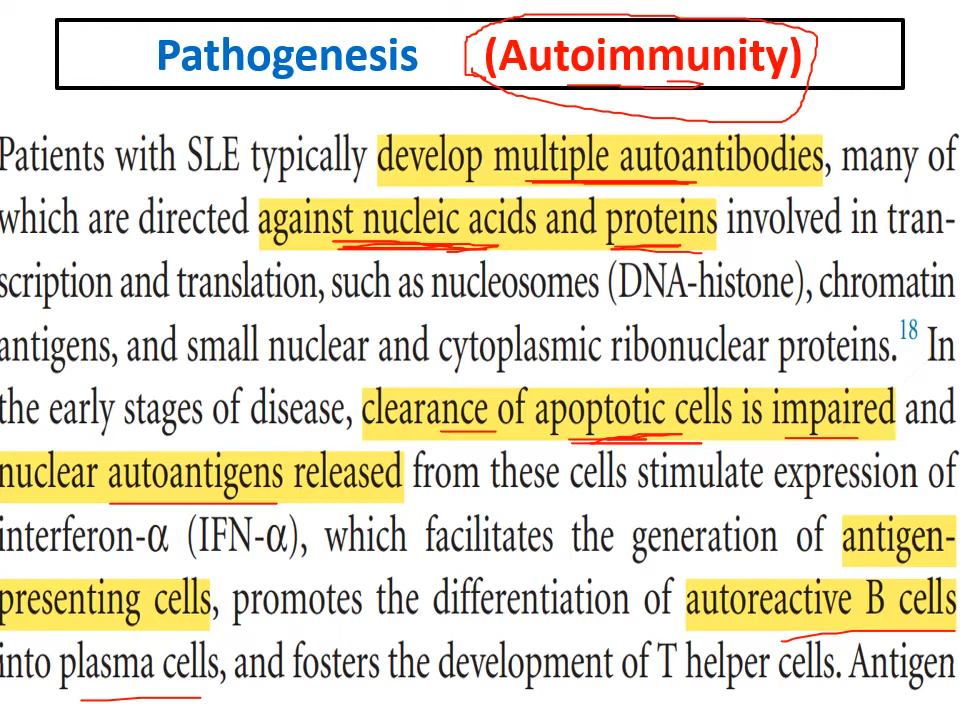 Pathogenesis (Autoimmunity)
Patients with SLE typically develop multiple autoantibodies, many of
which are directed against nucleic acids and proteins involved in tran-
scription and translation, such as nucleosomes (DNA-histone), chromatin
antigens, and small nuclear and cytoplasmic ribonuclear proteins.18 In
the early stages of disease, clearance of apoptotic cells is impaired and
nuclear autoantigens released from these cells stimulate expression of
interferon-α (IFN-α), which facilitates the generation of antigen-
presenting cells, promotes the differentiation of autoreactive B cells
into plasma cells, and fosters the development of T helper cells. Antigen